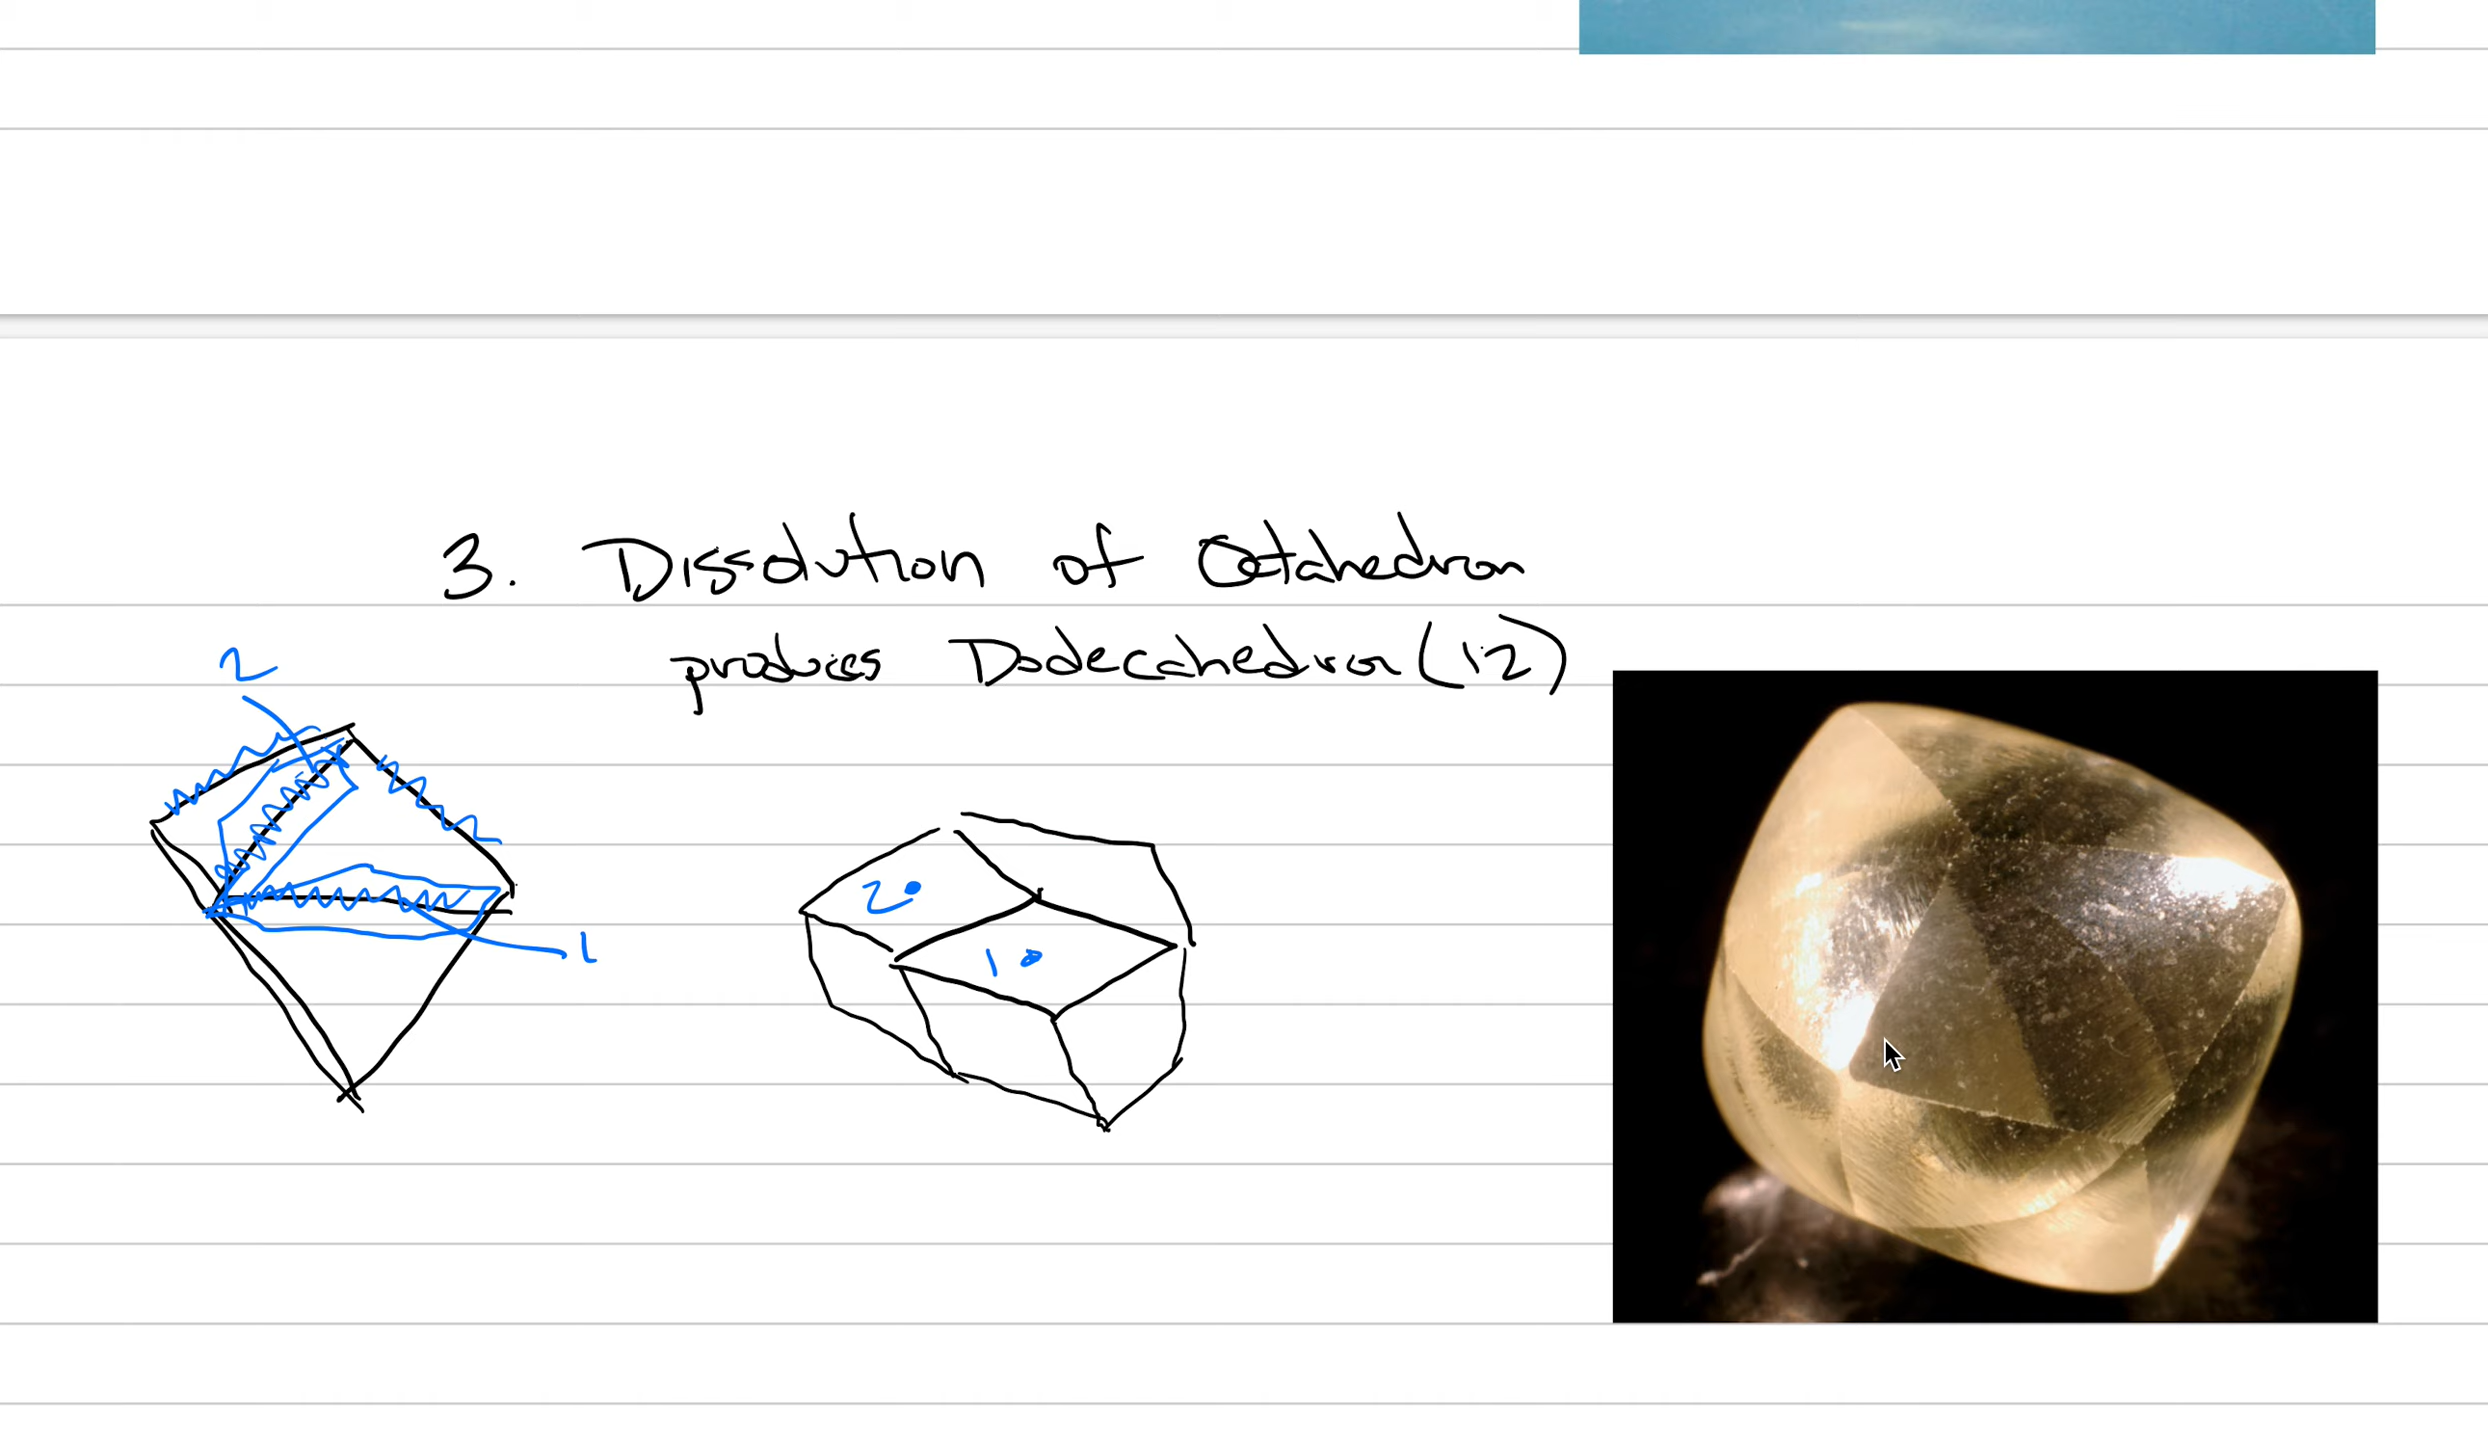 3. Dissolution of Octahedron
produces Dodecahedron (12)
2
2
1
1